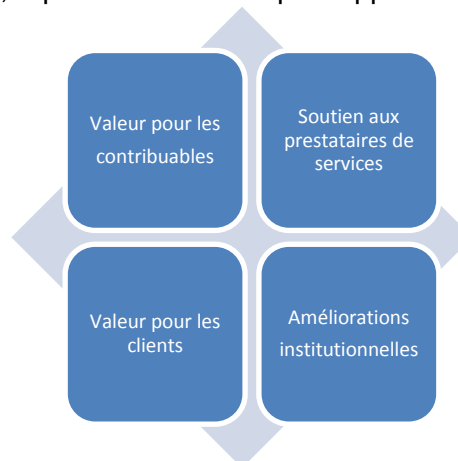 Valeur pour les
contribuables
Soutien aux
prestataires de
services
Valeur pour les
clients
Améliorations
institutionnelles